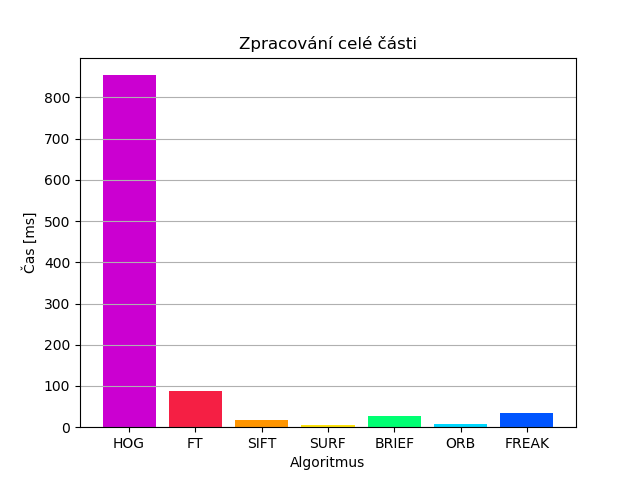 Zpracování celé části
Čas [ms]
800
700
600
500
400
300
200
100
0
HOG FT SIFT SURF BRIEF ORB FREAK
Algoritmus